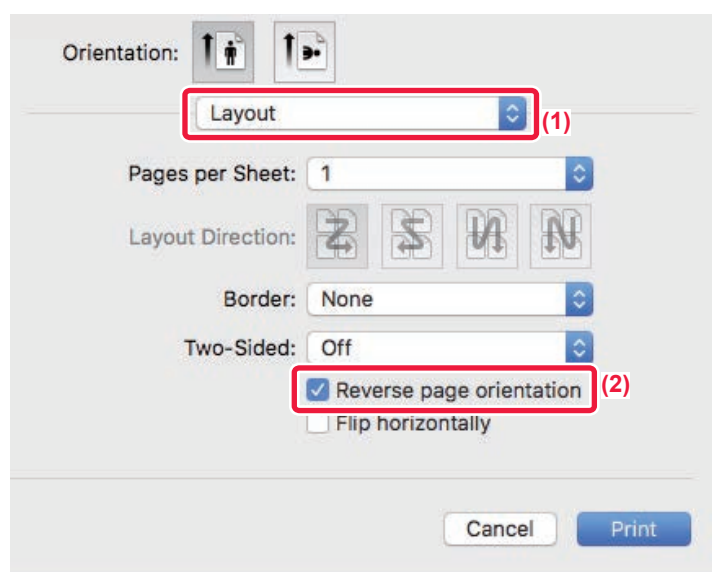 Orientation:
Layout
(1)
Pages per Sheet: 1
Layout Direction:
Border: None
Two-Sided: Off
Reverse page orientation
(2)
Flip horizontally
Cancel Print